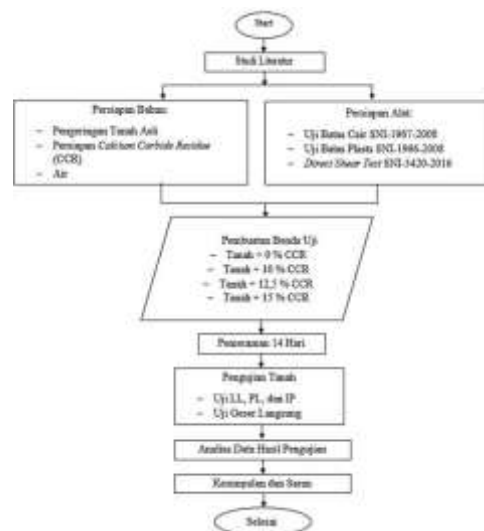 Start
Studi Literatur
Persiapan Bahan:
– Pengeringan Tanah Asli
– Persiapan Calcium Carbide Residue
(CCR)
– Air
Persiapan Alat:
– Uji Batas Cair SNI-1967-2008
– Uji Batas Plastis SNI-1966-2008
– Direct Shear Test SNI-3420-2016
Pembuatan Benda Uji
– Tanah + 0 % CCR
– Tanah + 10 % CCR
– Tanah + 12,5 % CCR
– Tanah + 15 % CCR
Pemeraman 14 Hari
Pengujian Tanah
– Uji LL, PL, dan IP
– Uji Geser Langsung
Analisa Data Hasil Pengujian
Kesimpulan dan Saran
Selesai